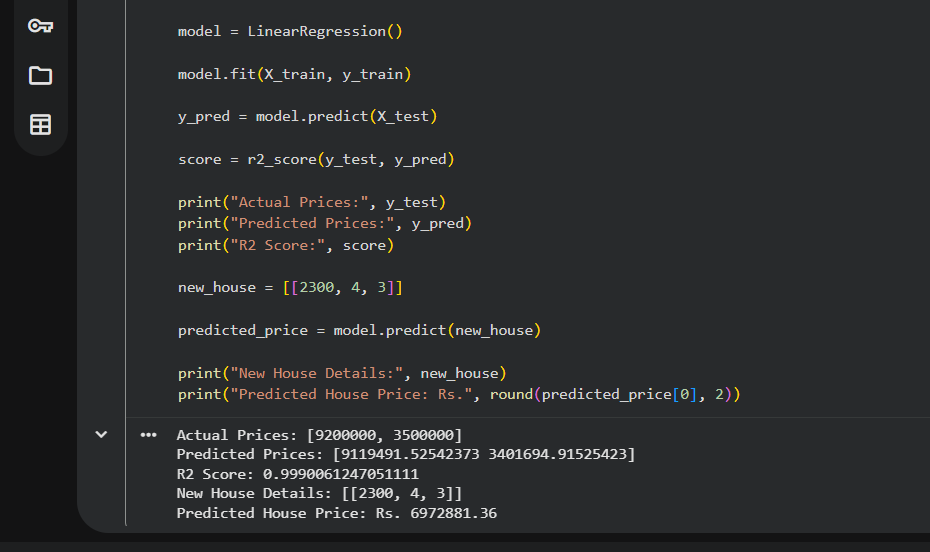 model = LinearRegression()
model.fit(X_train, y_train)
y_pred = model.predict(X_test)
score = r2_score(y_test, y_pred)
print("Actual Prices:", y_test)
print("Predicted Prices:", y_pred)
print("R2 Score:", score)
new_house = [[2300, 4, 3]]
predicted_price = model.predict(new_house)
print("New House Details:", new_house)
print("Predicted House Price: Rs.", round(predicted_price[0], 2))
Actual Prices: [9200000, 3500000]
Predicted Prices: [9119491.52542373 3401694.91525423]
R2 Score: 0.9990061247051111
New House Details: [[2300, 4, 3]]
Predicted House Price: Rs. 6972881.36